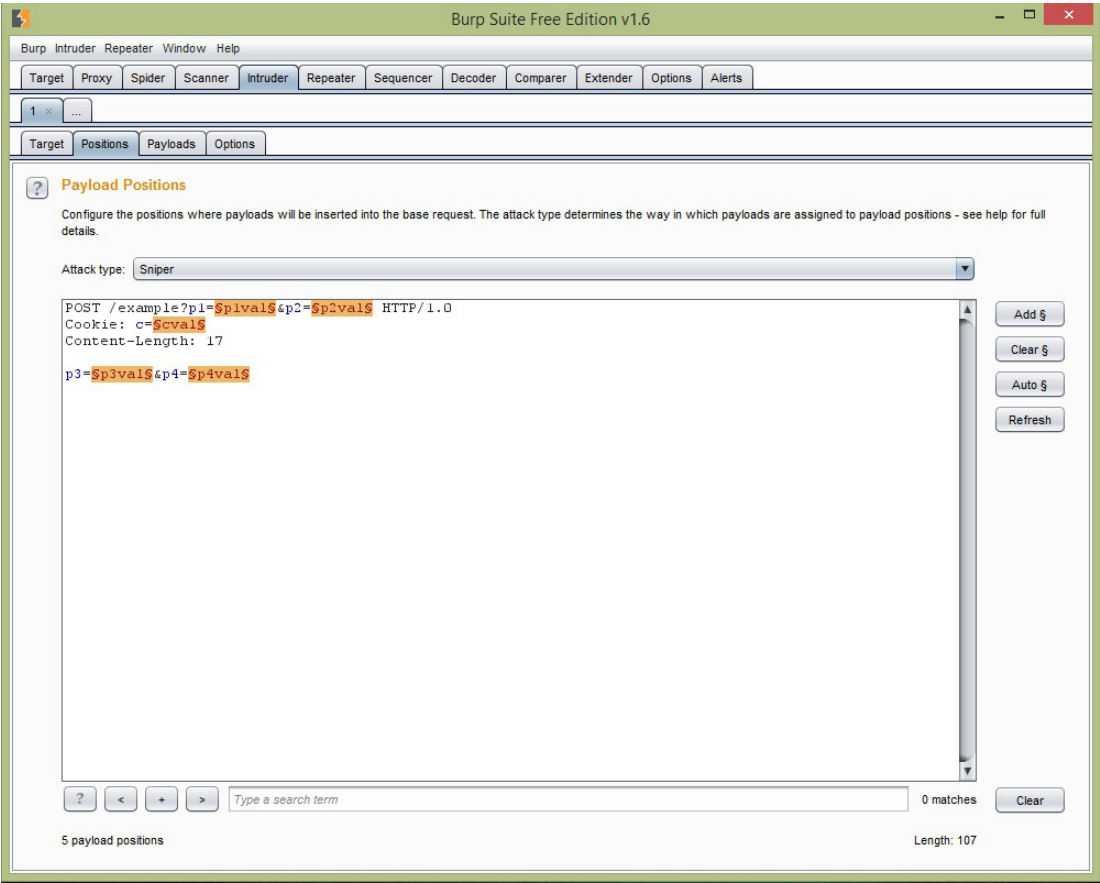 Burp Suite Free Edition v1.6
Burp Intruder Repeater Window Help
Target Proxy Spider Scanner Intruder Repeater Sequencer Decoder Comparer Extender Options Alerts
1 × ...
Target Positions Payloads Options
? Payload Positions
Configure the positions where payloads will be inserted into the base request. The attack type determines the way in which payloads are assigned to payload positions - see help for full
details.
Attack type: Sniper
POST /example?p1=§p1val§&p2=§p2val§ HTTP/1.0
Cookie: c=§cval§
Content-Length: 17
p3=§p3val§&p4=§p4val§
Add §
Clear §
Auto §
Refresh
? < + > Type a search term 0 matches Clear
5 payload positions Length: 107